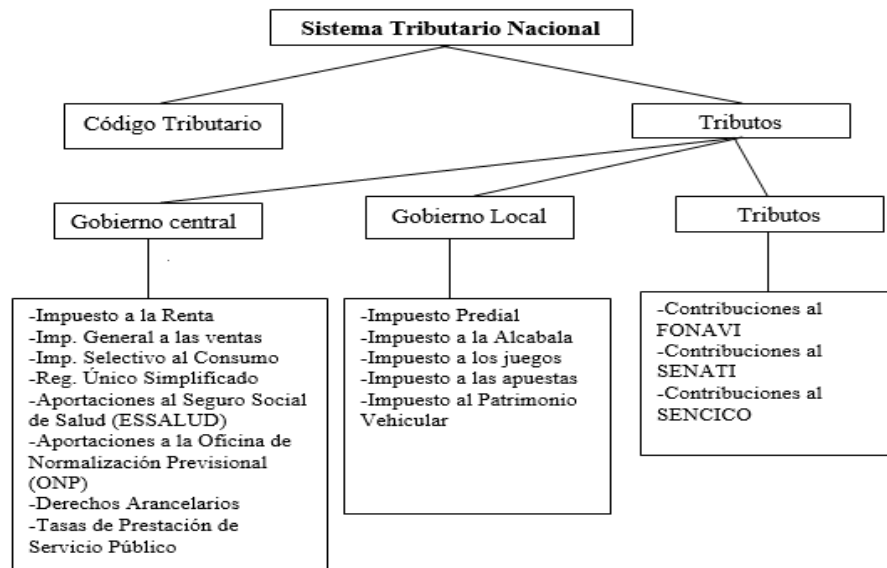 Sistema Tributario Nacional
Código Tributario
Tributos
Gobierno central
Gobierno Local
Tributos
-Impuesto a la Renta
-Imp. General a las ventas
-Imp. Selectivo al Consumo
-Reg. Único Simplificado
-Aportaciones al Seguro Social
de Salud (ESSALUD)
-Aportaciones a la Oficina de
Normalización Previsional
(ONP)
-Derechos Arancelarios
-Tasas de Prestación de
Servicio Público
-Impuesto Predial
-Impuesto a la Alcabala
-Impuesto a los juegos
-Impuesto a las apuestas
-Impuesto al Patrimonio
Vehicular
-Contribuciones al
FONAVI
-Contribuciones al
SENATI
-Contribuciones al
SENCICO